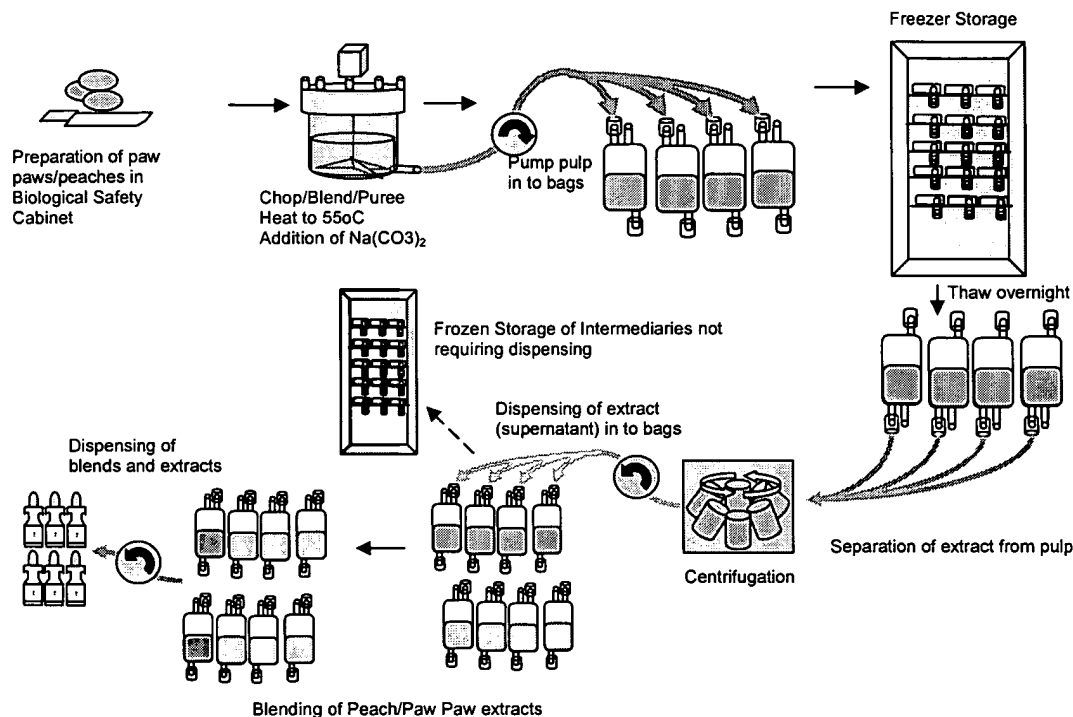 Freezer Storage
Preparation of paw
paws/peaches in
Biological Safety
Cabinet
Chop/Blend/Puree
Heat to 55oC
Addition of Na(CO3)₂
Pump pulp
in to bags
Thaw overnight
Frozen Storage of Intermediaries not
requiring dispensing
Dispensing of extract
(supernatant) in to bags
Separation of extract from pulp
Centrifugation
Dispensing of
blends and extracts
Blending of Peach/Paw Paw extracts